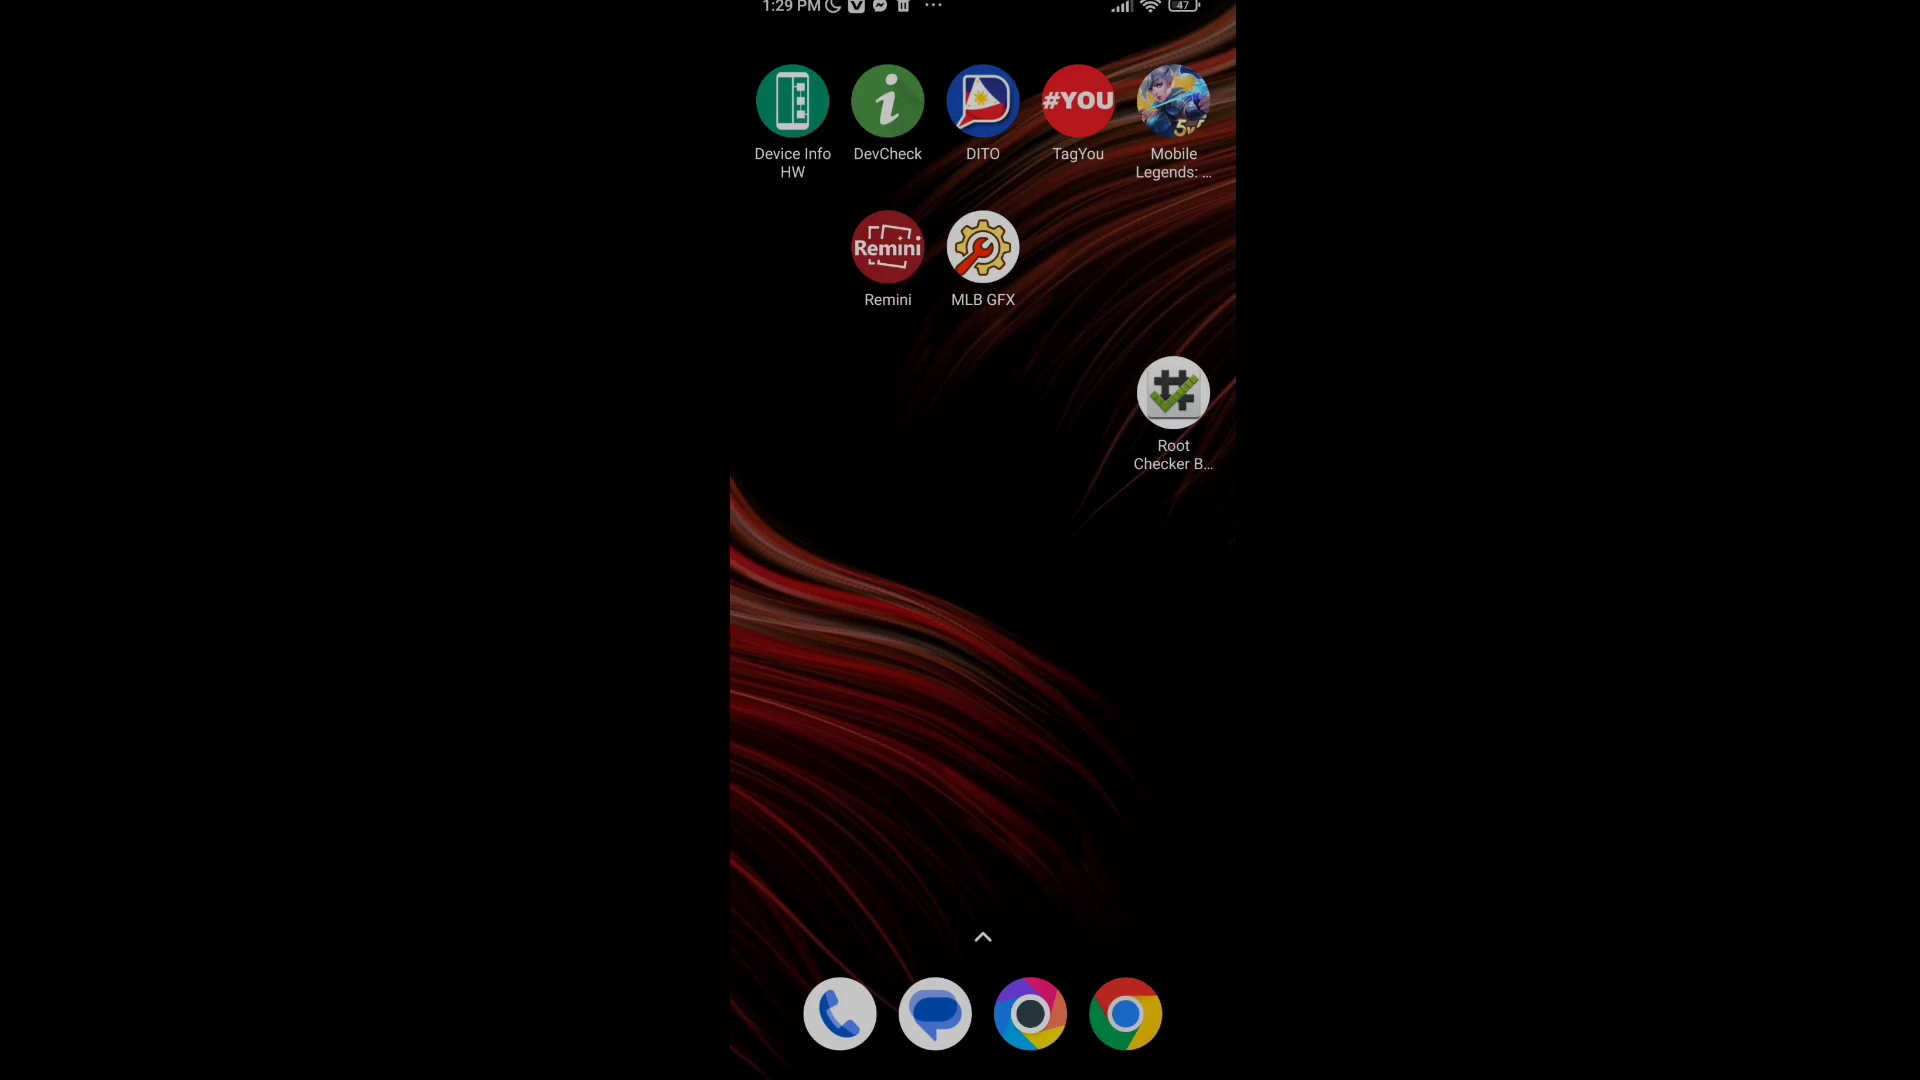 1:29 PM
47
#YOU
5v5
Device Info
HW
DevCheck
DITO
TagYou
Mobile
Legends: ...
Remini
Remini
MLB GFX
Root
Checker B...